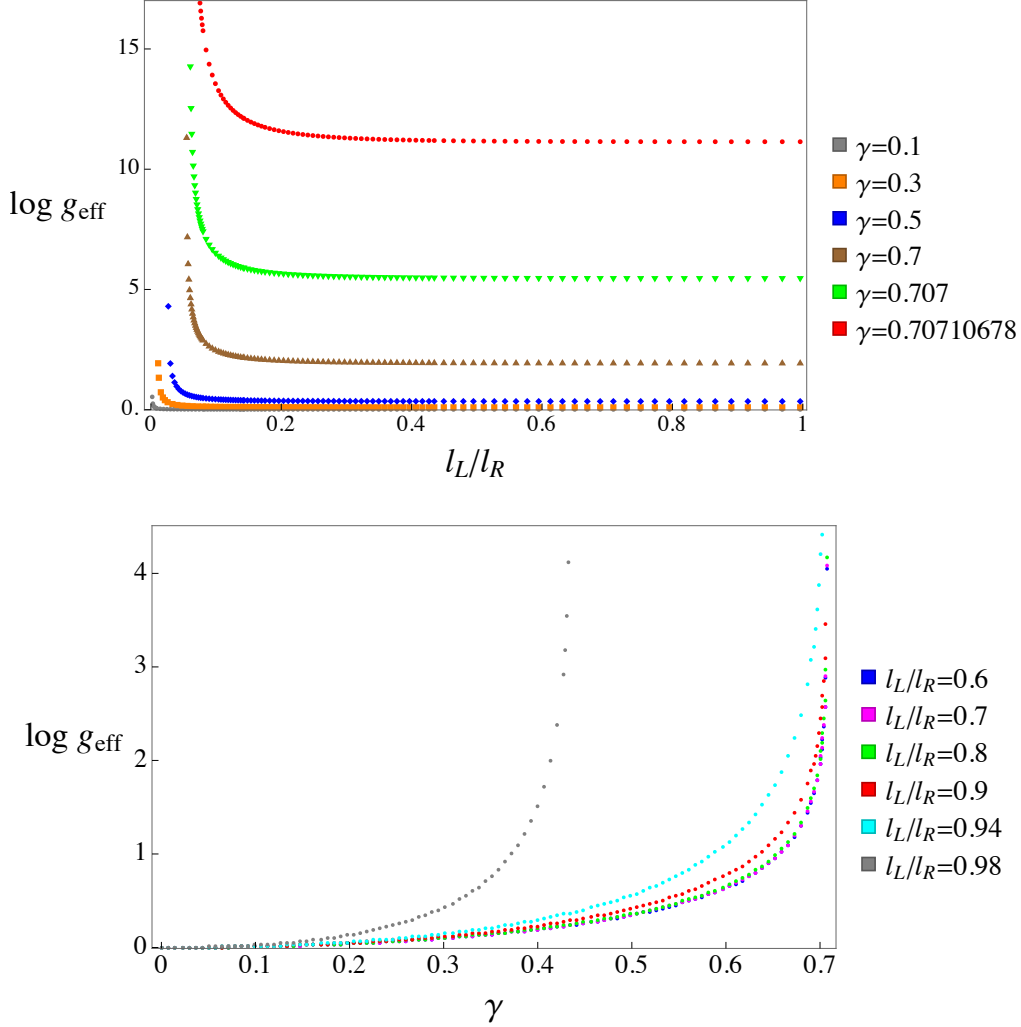 15
10
5
0.
log g_eff
0 0.2 0.4 0.6 0.8 1
l_L/l_R
γ=0.1
γ=0.3
γ=0.5
γ=0.7
γ=0.707
γ=0.70710678
4
3
2
1
0
log g_eff
0 0.1 0.2 0.3 0.4 0.5 0.6 0.7
γ
l_L/l_R=0.6
l_L/l_R=0.7
l_L/l_R=0.8
l_L/l_R=0.9
l_L/l_R=0.94
l_L/l_R=0.98